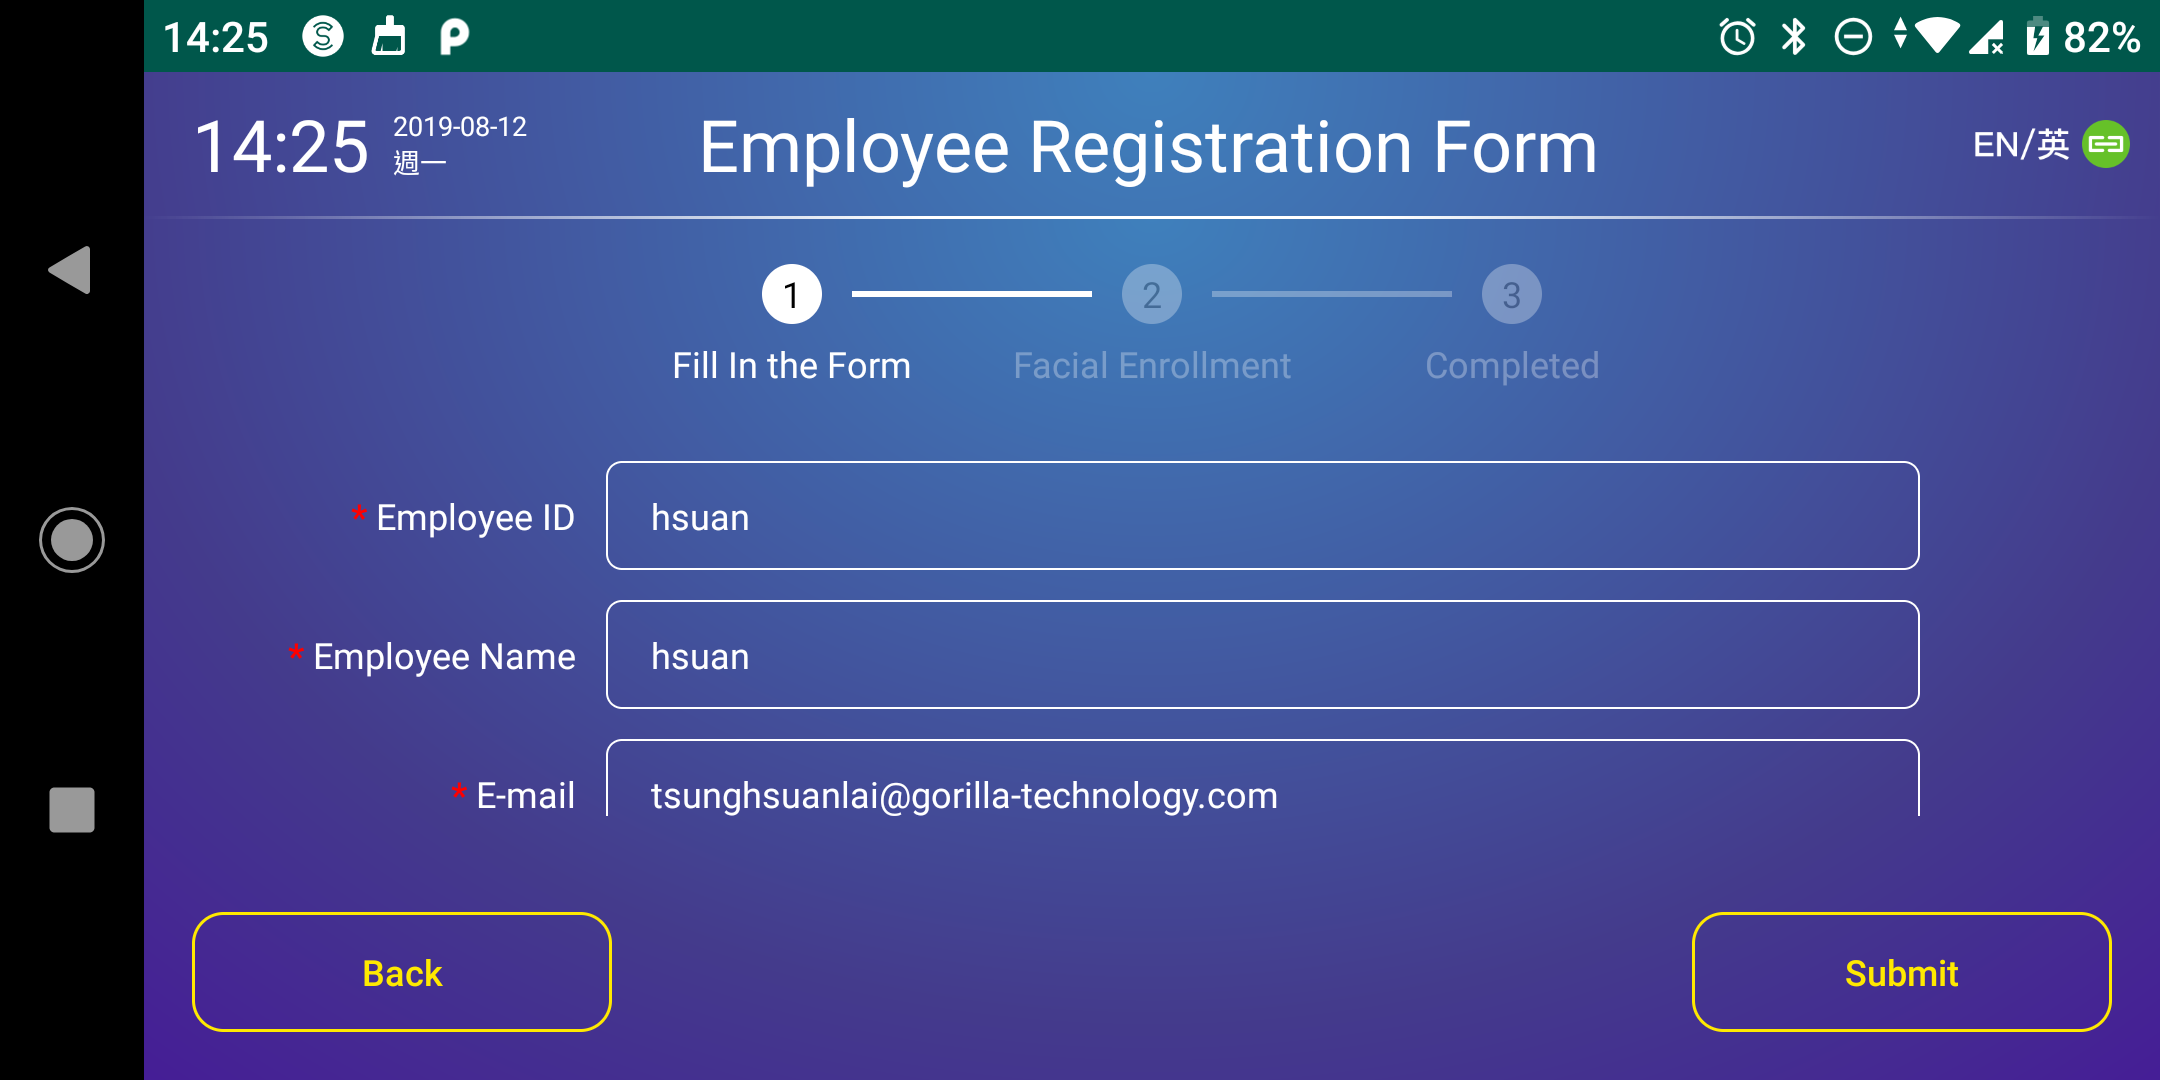 14:25
82%
14:25
2019-08-12
週一
Employee Registration Form
EN/英
1
2
3
Fill In the Form
Facial Enrollment
Completed
* Employee ID
hsuan
* Employee Name
hsuan
* E-mail
tsunghsuanlai@gorilla-technology.com
Back
Submit